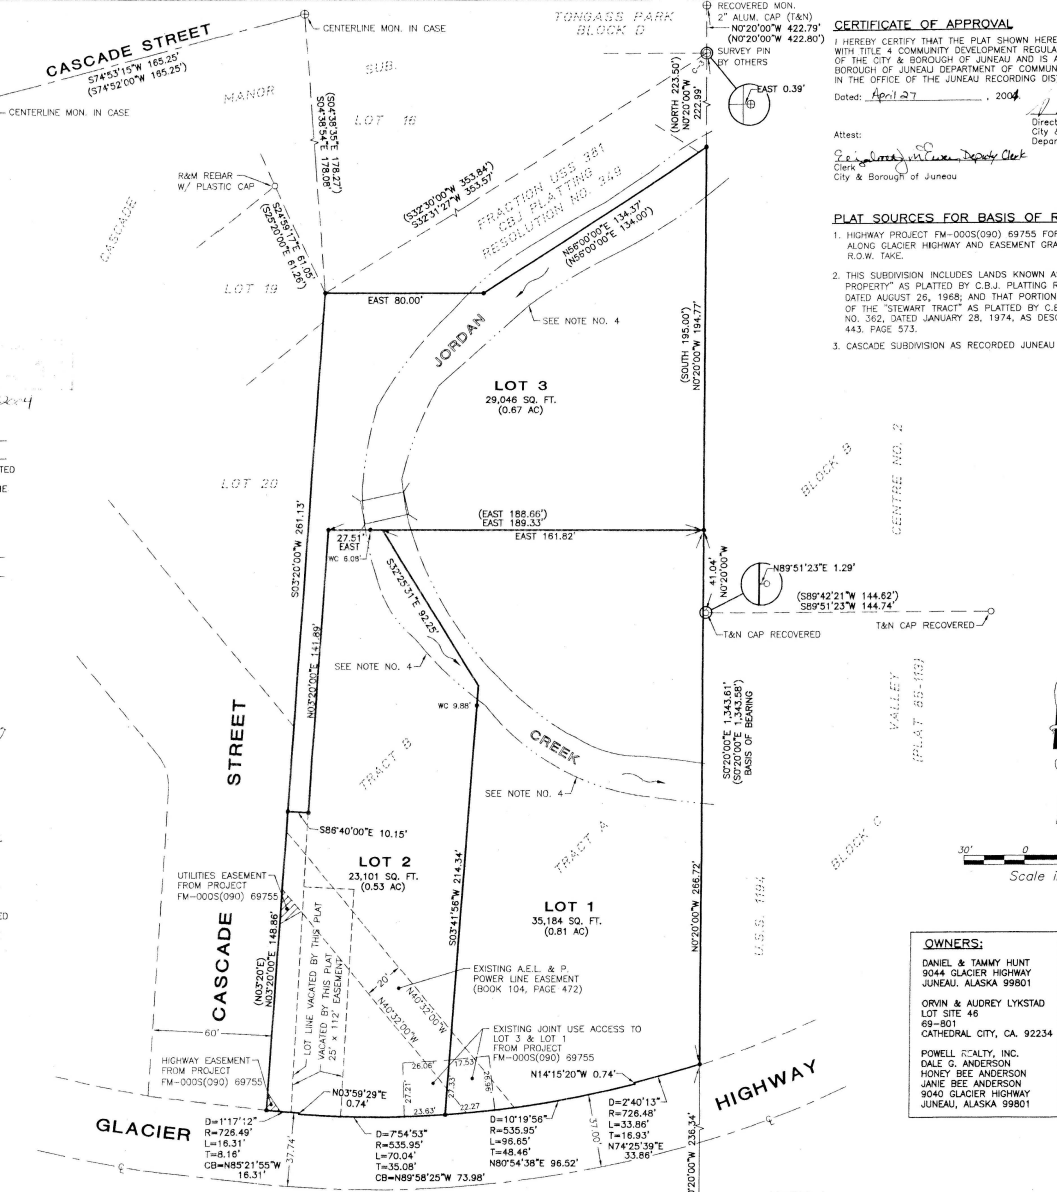 CASCADE STREET
S74°53'15"W 165.25'
(S74°52'00"W 165.25')
CENTERLINE MON. IN CASE
CENTERLINE MON. IN CASE
TONGASS PARK
BLOCK D
RECOVERED MON.
2" ALUM. CAP (T&N)
N0°20'00"W 422.79'
(N0°20'00"W 422.80')
SURVEY PIN
BY OTHERS
EAST 0.39'
SUB.
MANOR
CASCADE
LOT 16
(S04°38'35"E 178.27')
S04°38'54"E 178.08'
R&M REBAR
W/ PLASTIC CAP
S24°59'17"E 61.05'
(S25°20'00"E 61.26')
(S32°30'00"W 353.84')
S32°31'27"W 353.57'
FRACTION USS 381
CBJ PLATTING
RESOLUTION NO. 349
(NORTH 223.50')
N0°20'00"W
222.99'
N56°00'00"E 134.37'
(N56°00'00"E 134.00')
LOT 19
EAST 80.00'
SEE NOTE NO. 4
JORDAN
LOT 3
29,046 SQ. FT.
(0.67 AC)
(SOUTH 195.00')
N0°20'00"W 194.77'
LOT 20
S03°20'00"W 261.13'
(EAST 188.66')
EAST 189.33'
EAST 161.82'
27.51'
EAST
WC 6.08'
S32°25'31"E 92.25'
N03°20'00"E 141.89'
SEE NOTE NO. 4
WC 9.88'
41.04'
N0°20'00"W
N89°51'23"E 1.29'
(S89°42'21"W 144.62')
S89°51'23"W 144.74'
T&N CAP RECOVERED
T&N CAP RECOVERED
BLOCK B
CENTRE NO. 2
VALLEY
(PLAT 85-113)
S0°20'00"E 1,343.61'
(S0°20'00"E 1,343.58')
BASIS OF BEARING
CREEK
SEE NOTE NO. 4
TRACT B
TRACT A
BLOCK C
U.S.S. 1194
S86°40'00"E 10.15'
LOT 2
23,101 SQ. FT.
(0.53 AC)
S03°41'56"W 214.34'
LOT 1
35,184 SQ. FT.
(0.81 AC)
N0°20'00"W 266.72'
CASCADE STREET
UTILITIES EASEMENT
FROM PROJECT
FM-000S(090) 69755
(N03°20'E)
N03°20'00"E 148.86'
LOT LINE VACATED BY THIS PLAT
VACATED BY THIS PLAT
25' x 112' EASEMENT
20'
N40°32'00"W
N40°32'00"W
EXISTING A.E.L. & P.
POWER LINE EASEMENT
(BOOK 104, PAGE 472)
EXISTING JOINT USE ACCESS TO
LOT 3 & LOT 1
FROM PROJECT
FM-000S(090) 69755
60'
HIGHWAY EASEMENT
FROM PROJECT
FM-000S(090) 69755
N03°59'29"E
0.74'
26.06'
17.53'
27.21'
27.33
26.96'
23.63'
22.27
N14°15'20"W 0.74'
GLACIER HIGHWAY
D=1°17'12"
R=726.49'
L=16.31'
T=8.16'
CB=N85°21'55"W
16.31'
37.74'
D=7°54'53"
R=535.95'
L=70.04'
T=35.08'
CB=N89°58'25"W 73.98'
D=10°19'56"
R=535.95'
L=96.65'
T=48.46'
N80°54'38"E 96.52'
37.00'
D=2°40'13"
R=726.48'
L=33.86'
T=16.93'
N74°25'39"E
33.86'
20'00"W 236.34'
CERTIFICATE OF APPROVAL
I HEREBY CERTIFY THAT THE PLAT SHOWN HERE
WITH TITLE 4 COMMUNITY DEVELOPMENT REGULA
OF THE CITY & BOROUGH OF JUNEAU AND IS A
BOROUGH OF JUNEAU DEPARTMENT OF COMMUN
IN THE OFFICE OF THE JUNEAU RECORDING DIS
Dated: April 27, 2004.
Direct
City &
Depar
Attest:
Deputy Clerk
Clerk
City & Borough of Juneau
PLAT SOURCES FOR BASIS OF R
1. HIGHWAY PROJECT FM-000S(090) 69755 FOR
ALONG GLACIER HIGHWAY AND EASEMENT GRA
R.O.W. TAKE.
2. THIS SUBDIVISION INCLUDES LANDS KNOWN AS
PROPERTY" AS PLATTED BY C.B.J. PLATTING R
DATED AUGUST 26, 1968; AND THAT PORTION
OF THE "STEWART TRACT" AS PLATTED BY C.B
NO. 362, DATED JANUARY 28, 1974, AS DESC
443, PAGE 573.
3. CASCADE SUBDIVISION AS RECORDED JUNEAU
2004
TED
IE
ED
30' 0
Scale i
OWNERS:
DANIEL & TAMMY HUNT
9044 GLACIER HIGHWAY
JUNEAU, ALASKA 99801
ORVIN & AUDREY LYKSTAD
LOT SITE 46
69-801
CATHEDRAL CITY, CA. 92234
POWELL REALTY, INC.
DALE G. ANDERSON
HONEY BEE ANDERSON
JANIE BEE ANDERSON
9040 GLACIER HIGHWAY
JUNEAU, ALASKA 99801